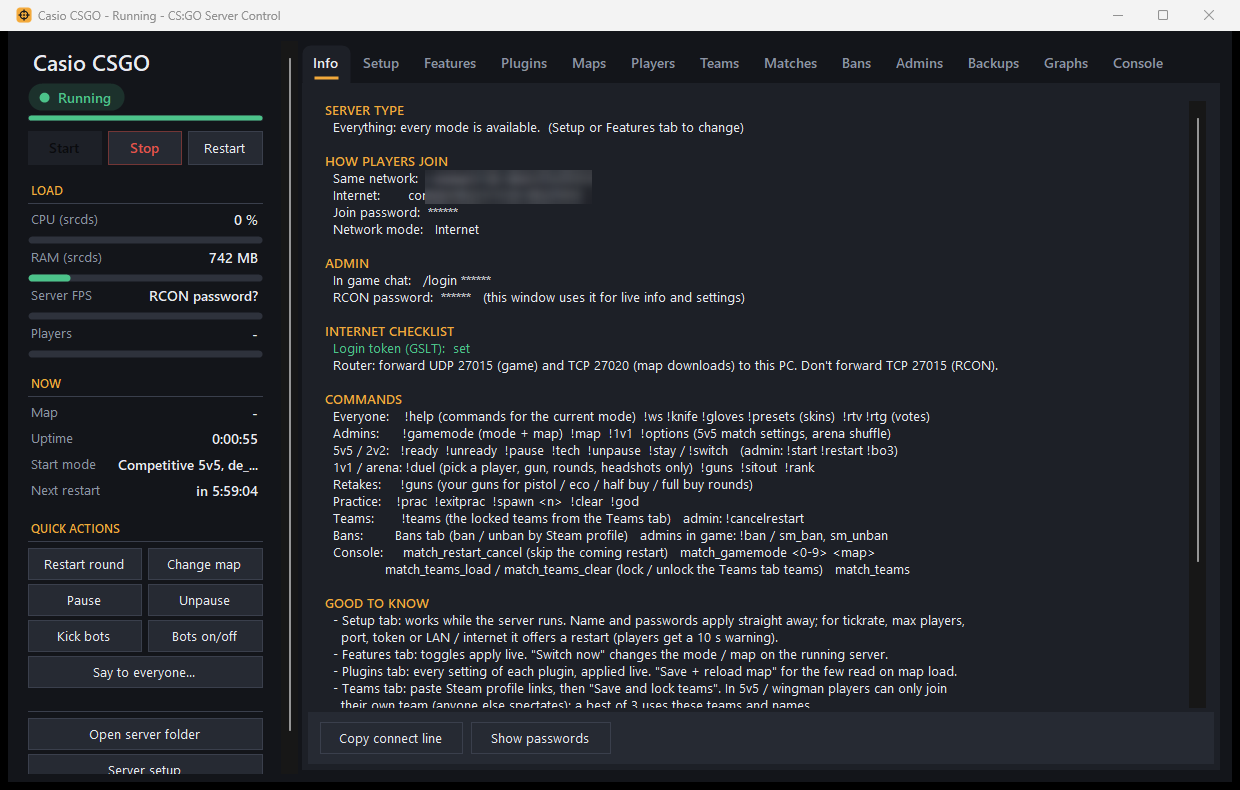 Casio CSGO - Running - CS:GO Server Control
Casio CSGO
Running
Start Stop Restart
LOAD
CPU (srcds) 0 %
RAM (srcds) 742 MB
Server FPS RCON password?
Players -
NOW
Map -
Uptime 0:00:55
Start mode Competitive 5v5, de_...
Next restart in 5:59:04
QUICK ACTIONS
Restart round Change map
Pause Unpause
Kick bots Bots on/off
Say to everyone...
Open server folder
Server setup
Info Setup Features Plugins Maps Players Teams Matches Bans Admins Backups Graphs Console
SERVER TYPE
Everything: every mode is available. (Setup or Features tab to change)
HOW PLAYERS JOIN
Same network:
Internet:
Join password: ******
Network mode: Internet
ADMIN
In game chat: /login ******
RCON password: ****** (this window uses it for live info and settings)
INTERNET CHECKLIST
Login token (GSLT): set
Router: forward UDP 27015 (game) and TCP 27020 (map downloads) to this PC. Don't forward TCP 27015 (RCON).
COMMANDS
Everyone: !help (commands for the current mode) !ws !knife !gloves !presets (skins) !rtv !rtg (votes)
Admins: !gamemode (mode + map) !map !1v1 !options (5v5 match settings, arena shuffle)
5v5 / 2v2: !ready !unready !pause !tech !unpause !stay / !switch (admin: !start !restart !bo3)
1v1 / arena: !duel (pick a player, gun, rounds, headshots only) !guns !sitout !rank
Retakes: !guns (your guns for pistol / eco / half buy / full buy rounds)
Practice: !prac !exitprac !spawn <n> !clear !god
Teams: !teams (the locked teams from the Teams tab) admin: !cancelrestart
Bans: Bans tab (ban / unban by Steam profile) admins in game: !ban / sm_ban, sm_unban
Console: match_restart_cancel (skip the coming restart) match_gamemode <0-9> <map>
match_teams_load / match_teams_clear (lock / unlock the Teams tab teams) match_teams
GOOD TO KNOW
- Setup tab: works while the server runs. Name and passwords apply straight away; for tickrate, max players,
port, token or LAN / internet it offers a restart (players get a 10 s warning).
- Features tab: toggles apply live. "Switch now" changes the mode / map on the running server.
- Plugins tab: every setting of each plugin, applied live. "Save + reload map" for the few read on map load.
- Teams tab: paste Steam profile links, then "Save and lock teams". In 5v5 / wingman players can only join
their own team (anyone else spectates); a best of 3 uses these teams and names.
Copy connect line Show passwords